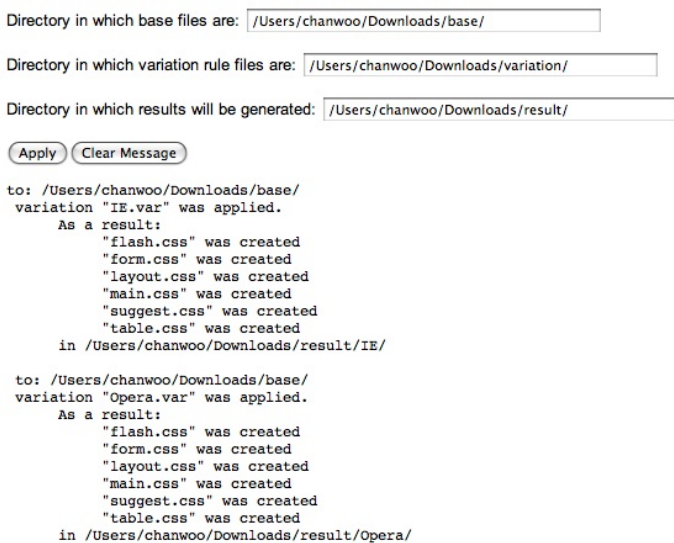 Directory in which base files are: /Users/chanwoo/Downloads/base/
Directory in which variation rule files are: /Users/chanwoo/Downloads/variation/
Directory in which results will be generated: /Users/chanwoo/Downloads/result/
Apply Clear Message
to: /Users/chanwoo/Downloads/base/
variation "IE.var" was applied.
As a result:
"flash.css" was created
"form.css" was created
"layout.css" was created
"main.css" was created
"suggest.css" was created
"table.css" was created
in /Users/chanwoo/Downloads/result/IE/
to: /Users/chanwoo/Downloads/base/
variation "Opera.var" was applied.
As a result:
"flash.css" was created
"form.css" was created
"layout.css" was created
"main.css" was created
"suggest.css" was created
"table.css" was created
in /Users/chanwoo/Downloads/result/Opera/